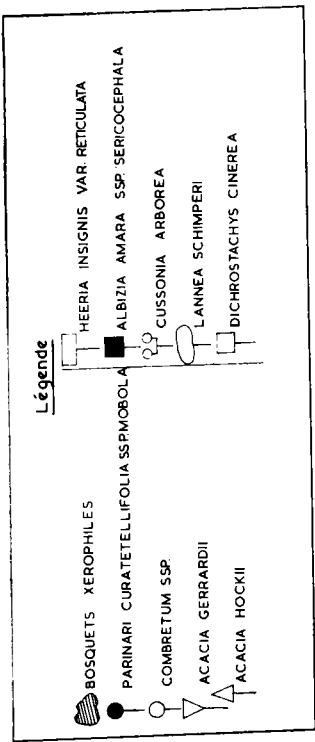 Légende
BOSQUETS XEROPHILES
PARINARI CURATETELLIFOLIA SSP.MOBOLA
COMBRETUM SSP.
ACACIA GERRARDII
ACACIA HOCKII
HEERIA INSIGNIS VAR. RETICULATA
ALBIZIA AMARA SSP. SERICOCEPHALA
CUSSONIA ARBOREA
LANNEA SCHIMPERI
DICHROSTACHYS CINEREA